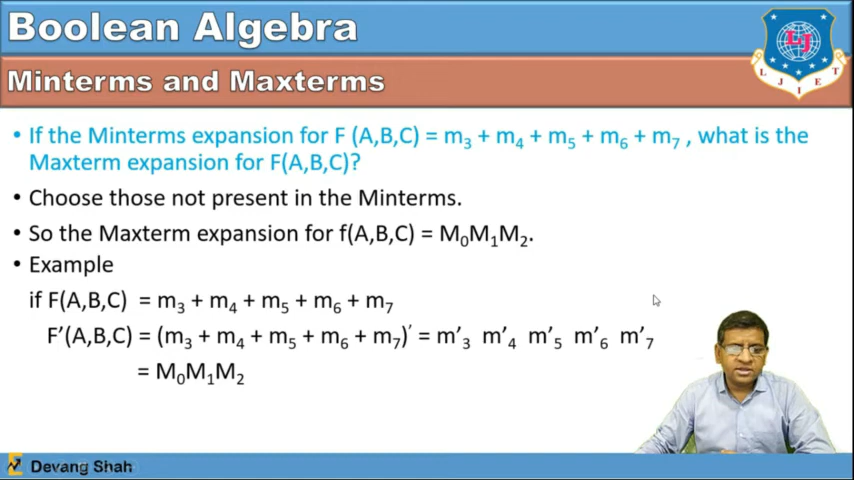 Boolean Algebra
Minterms and Maxterms
LJ
LJIET
• If the Minterms expansion for F (A,B,C) = m₃ + m₄ + m₅ + m₆ + m₇ , what is the
Maxterm expansion for F(A,B,C)?
• Choose those not present in the Minterms.
• So the Maxterm expansion for f(A,B,C) = M₀M₁M₂.
• Example
if F(A,B,C) = m₃ + m₄ + m₅ + m₆ + m₇
F′(A,B,C) = (m₃ + m₄ + m₅ + m₆ + m₇)′ = m′₃ m′₄ m′₅ m′₆ m′₇
= M₀M₁M₂
Devang Shah